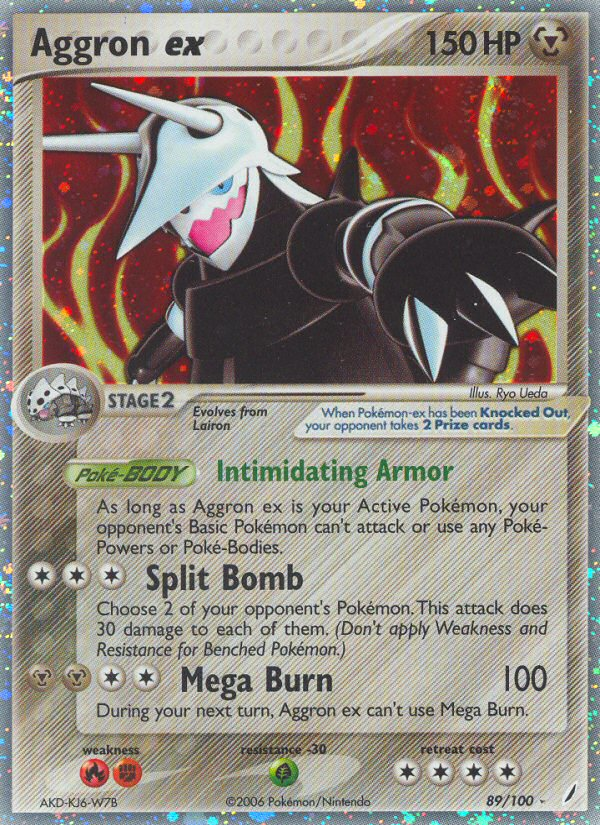 Aggron ex 150 HP
Illus. Ryo Ueda
STAGE 2
Evolves from
Lairon
When Pokémon-ex has been Knocked Out,
your opponent takes 2 Prize cards.
Poké-BODY Intimidating Armor
As long as Aggron ex is your Active Pokémon, your
opponent's Basic Pokémon can't attack or use any Poké-
Powers or Poké-Bodies.
Split Bomb
Choose 2 of your opponent's Pokémon. This attack does
30 damage to each of them. (Don't apply Weakness and
Resistance for Benched Pokémon.)
Mega Burn 100
During your next turn, Aggron ex can't use Mega Burn.
weakness resistance -30 retreat cost
AKD-KJ6-W7B ©2006 Pokémon/Nintendo 89/100